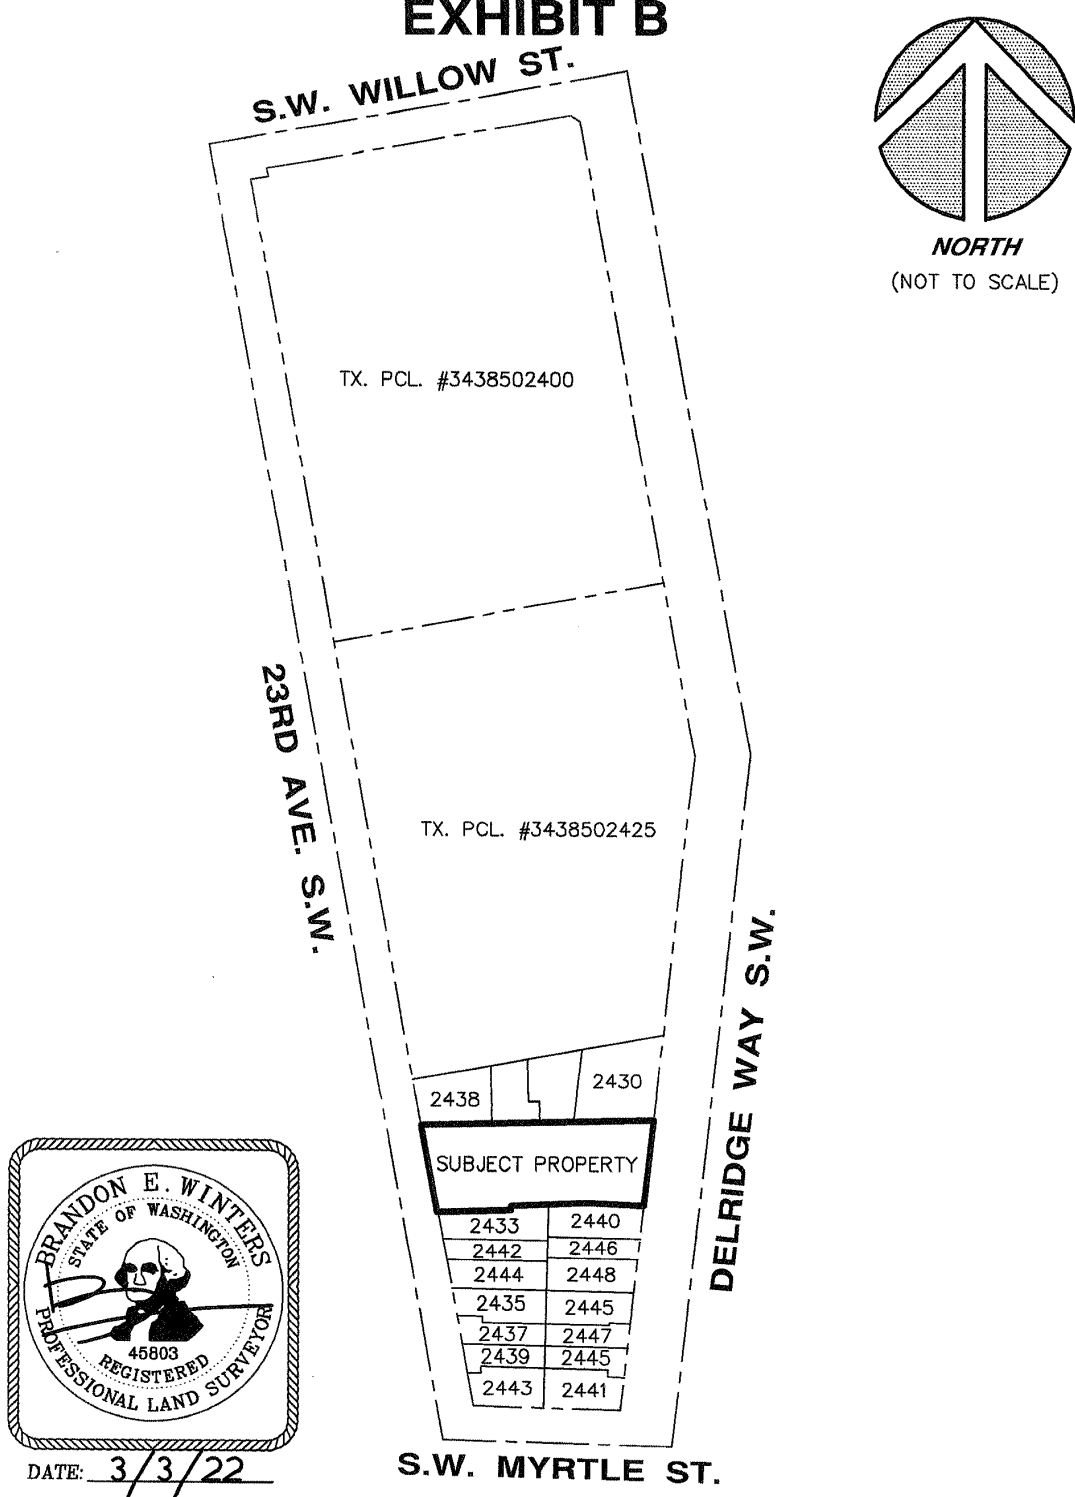 EXHIBIT B
S.W. WILLOW ST.
NORTH
(NOT TO SCALE)
TX. PCL. #3438502400
23RD AVE. S.W.
TX. PCL. #3438502425
DELRIDGE WAY S.W.
2438
2430
SUBJECT PROPERTY
2433
2440
2442
2446
2444
2448
2435
2445
2437
2447
2439
2445
2443
2441
S.W. MYRTLE ST.
BRANDON E. WINTERS
STATE OF WASHINGTON
45803
REGISTERED
PROFESSIONAL LAND SURVEYOR
DATE: 3/3/22